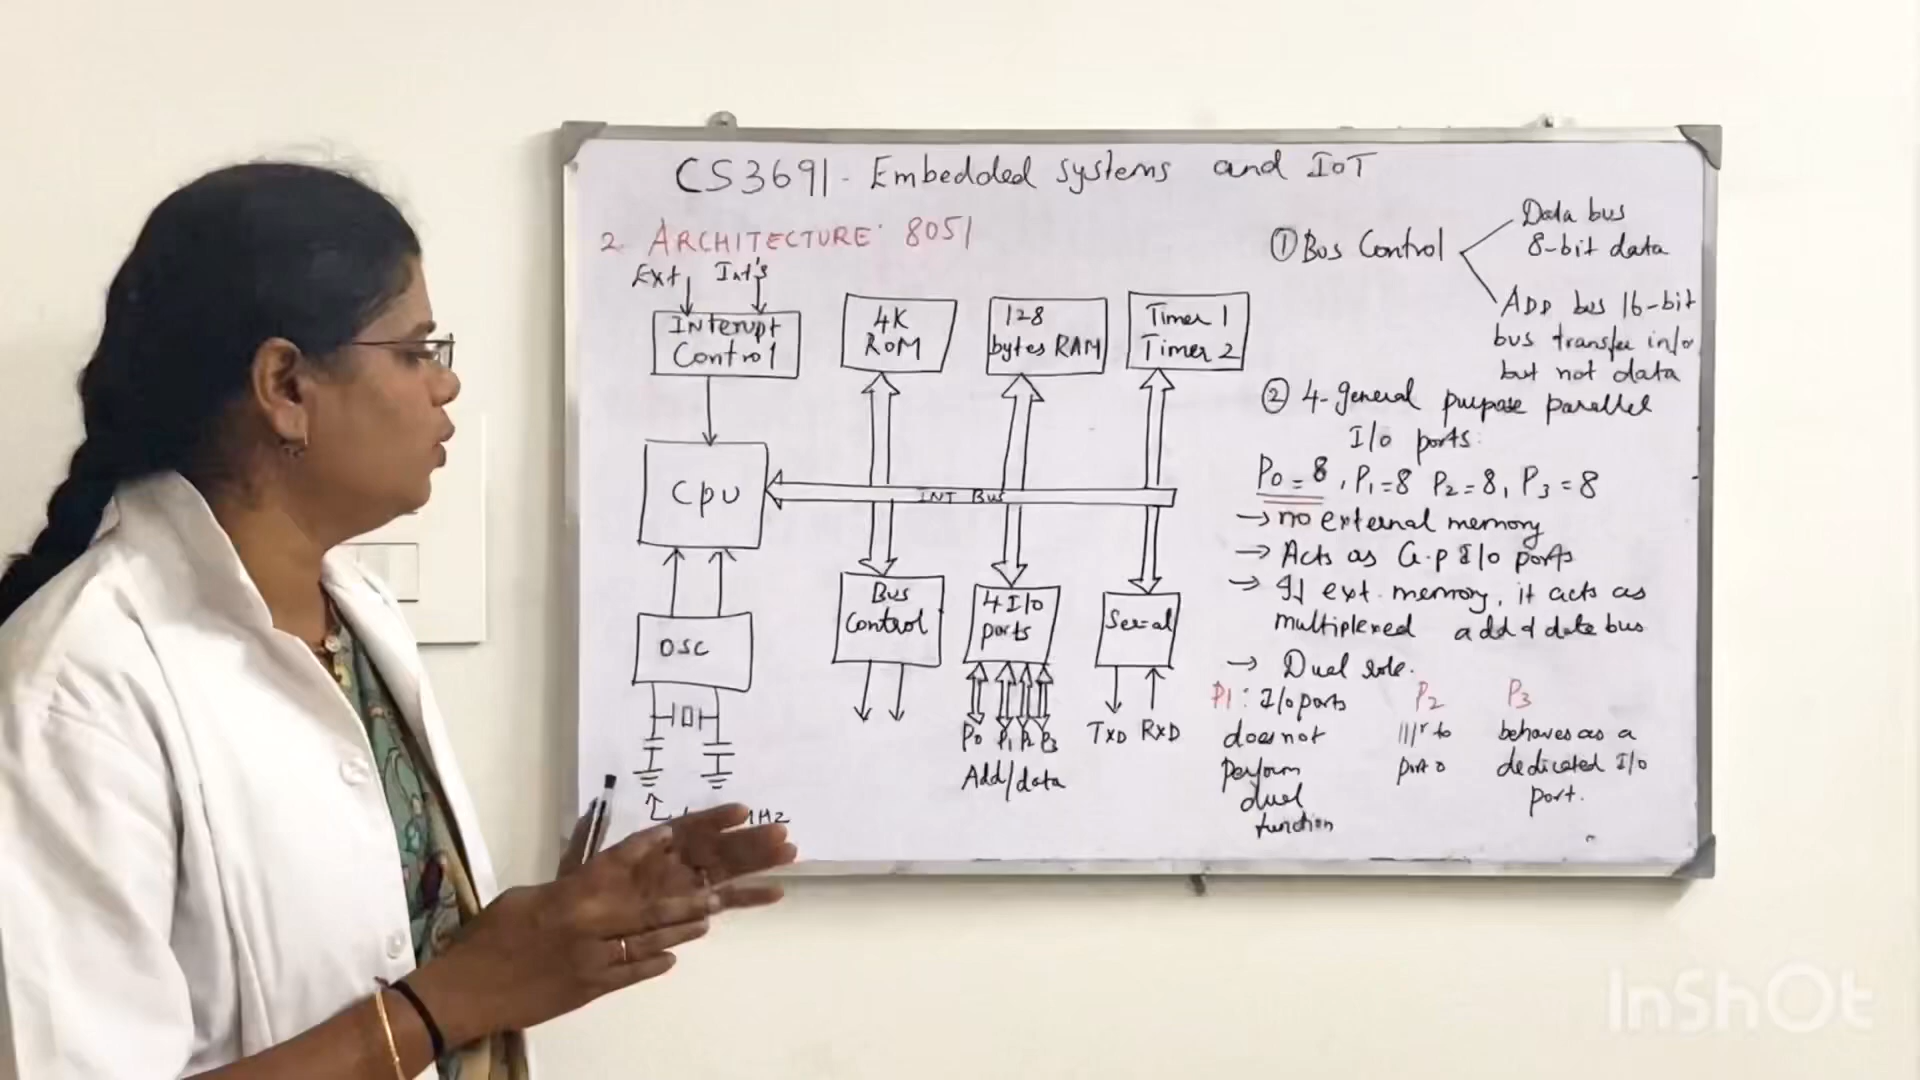 CS3691 - Embedded systems and IoT
2. ARCHITECTURE: 8051
Ext Int's
INterupt
Control
4K
ROM
128
bytes RAM
Timer 1
Timer 2
CPU
INT Bus
OSC
Bus
Control
4 I/o
ports
Serial
P0 P1 P2 P3
Add/data
TXD RXD
MHz
① Bus Control
Data bus
8-bit data
ADD bus 16-bit
bus transfer info
but not data
② 4-general purpose parallel
I/o ports:
P0 = 8, P1 = 8 P2 = 8, P3 = 8
→ no external memory
→ Acts as G.p I/o ports
→ If ext. memory, it acts as
multiplexed add & data bus
→ Dual role.
P1: I/o ports
does not
perform
dual
function
P2
lll'r to
port 0
P3
behaves as a
dedicated I/o
port.
InShOt